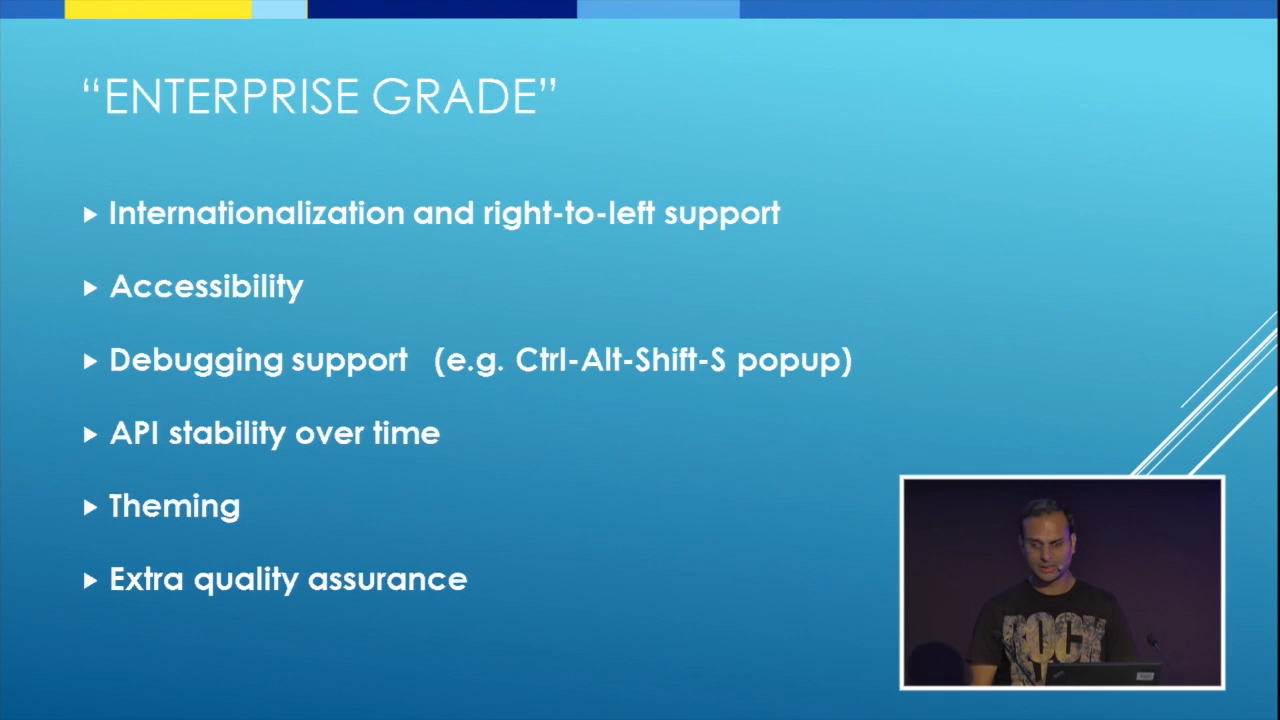 “ENTERPRISE GRADE”
Internationalization and right-to-left support
Accessibility
Debugging support (e.g. Ctrl-Alt-Shift-S popup)
API stability over time
Theming
Extra quality assurance
ROCK